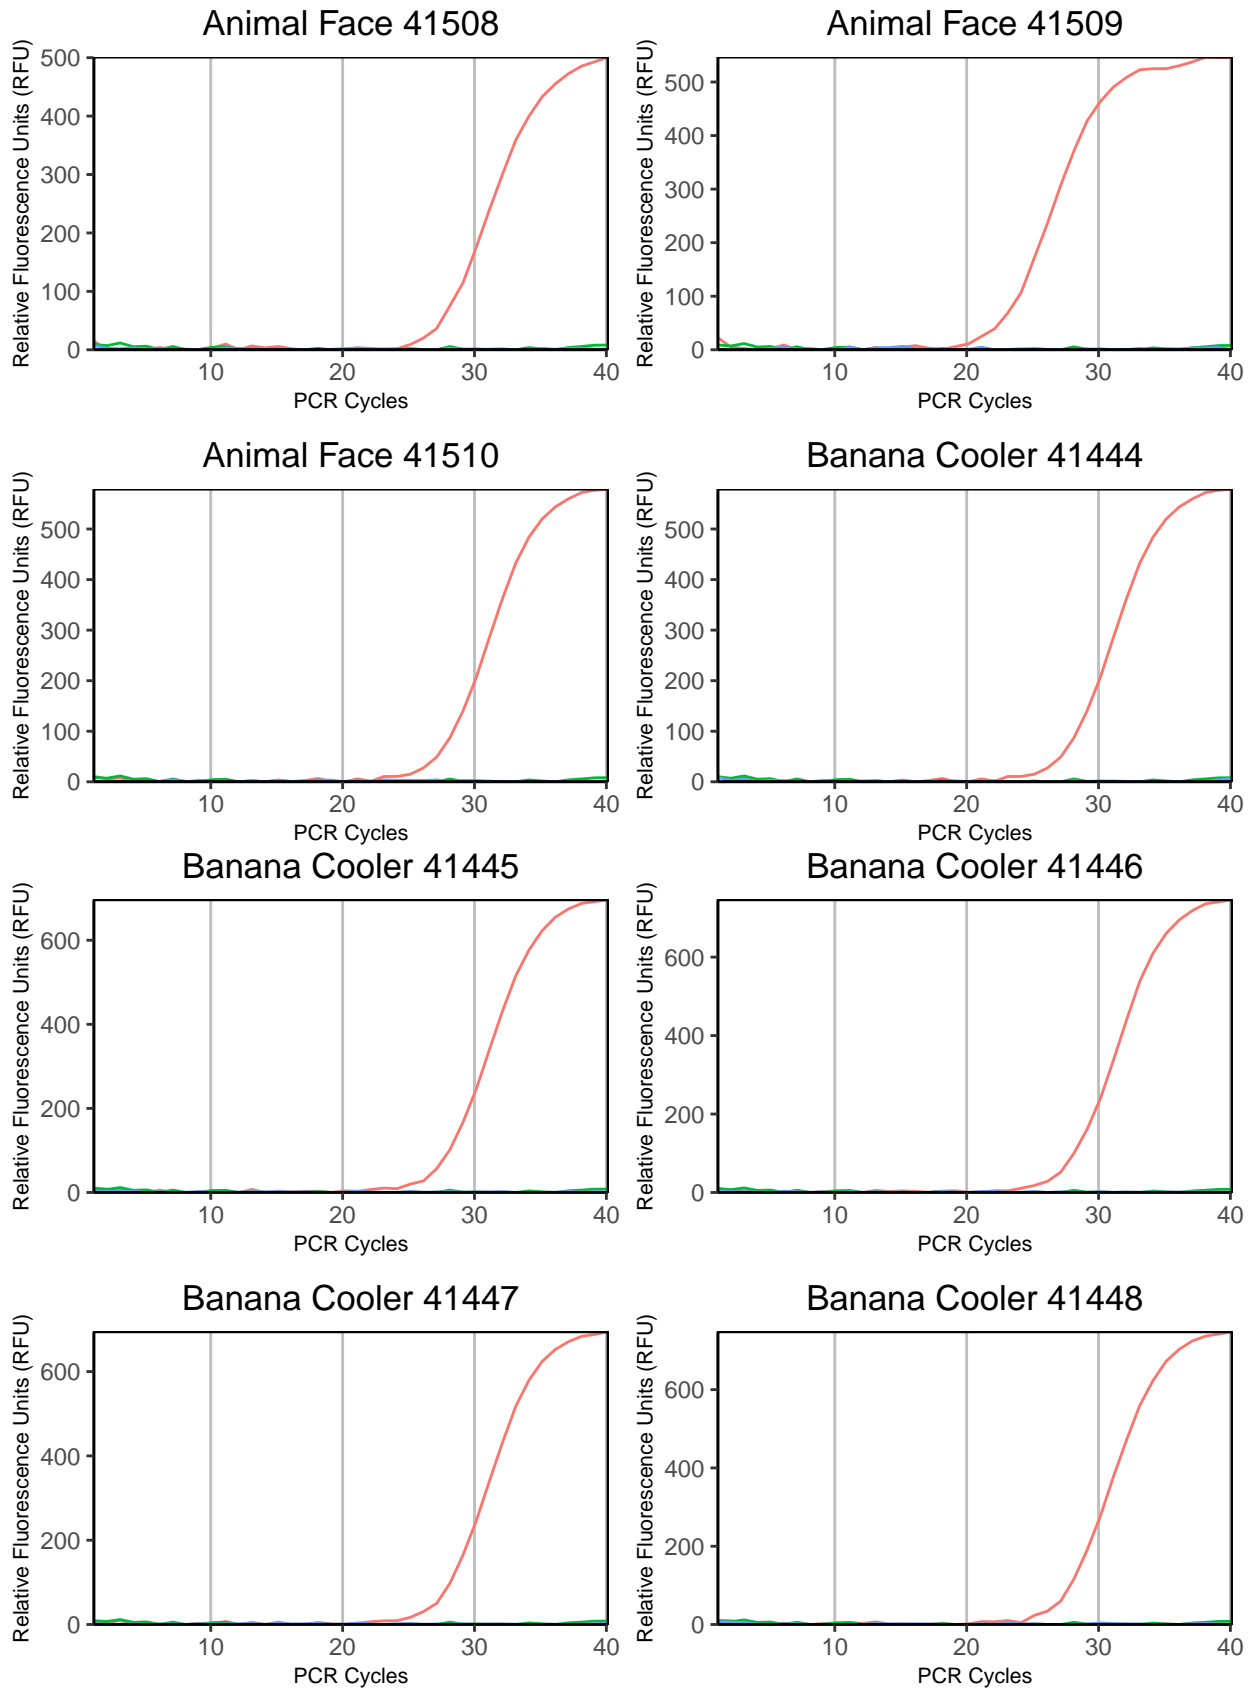 Animal Face 41508
Relative Fluorescence Units (RFU)
500
400
300
200
100
0
10 20 30 40
PCR Cycles
Animal Face 41509
Relative Fluorescence Units (RFU)
500
400
300
200
100
0
10 20 30 40
PCR Cycles
Animal Face 41510
Relative Fluorescence Units (RFU)
500
400
300
200
100
0
10 20 30 40
PCR Cycles
Banana Cooler 41444
Relative Fluorescence Units (RFU)
500
400
300
200
100
0
10 20 30 40
PCR Cycles
Banana Cooler 41445
Relative Fluorescence Units (RFU)
600
400
200
0
10 20 30 40
PCR Cycles
Banana Cooler 41446
Relative Fluorescence Units (RFU)
600
400
200
0
10 20 30 40
PCR Cycles
Banana Cooler 41447
Relative Fluorescence Units (RFU)
600
400
200
0
10 20 30 40
PCR Cycles
Banana Cooler 41448
Relative Fluorescence Units (RFU)
600
400
200
0
10 20 30 40
PCR Cycles